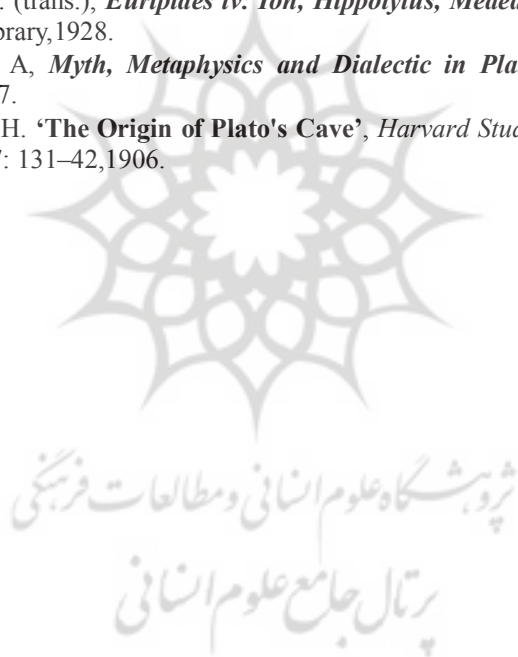 . (trans.), Euripides iv: Ion, Hippolytus, Medea
brary,1928.
A, Myth, Metaphysics and Dialectic in Pla
7.
H. ‘The Origin of Plato's Cave’, Harvard Stud
7: 131–42,1906.
پژوهشگاه علوم انسانی و مطالعات فرهنگی
پرتال جامع علوم انسانی